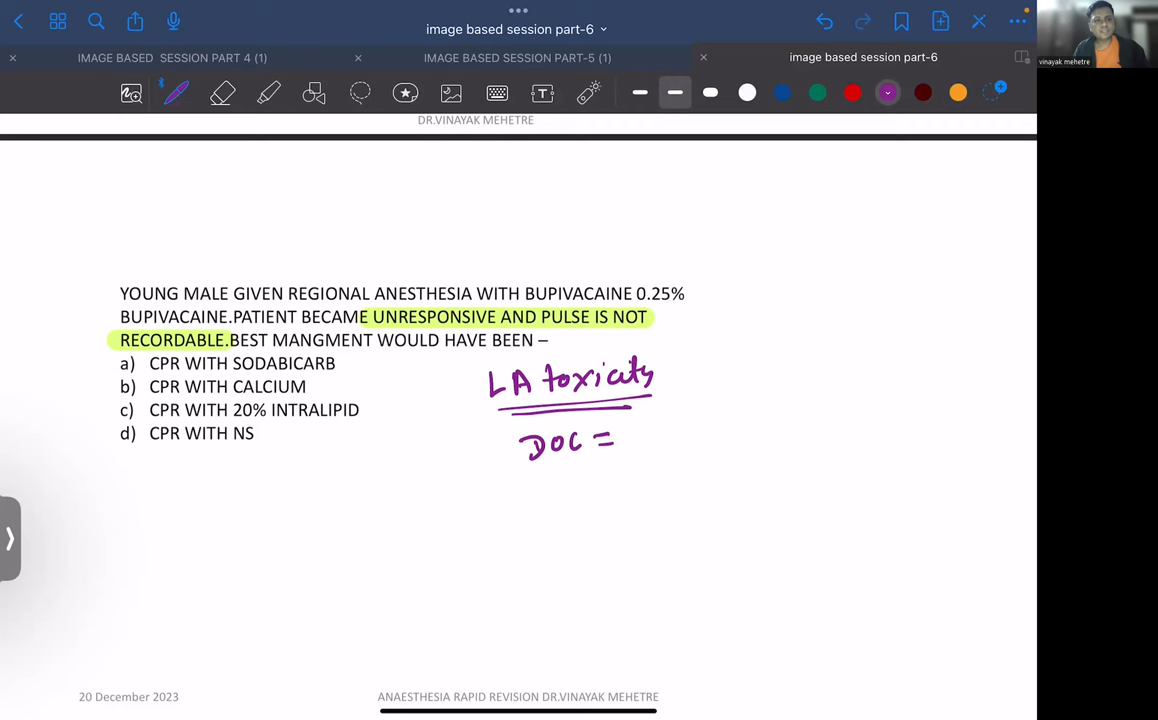 image based session part-6
vinayak mehetre
IMAGE BASED SESSION PART 4 (1)
IMAGE BASED SESSION PART-5 (1)
image based session part-6
DR.VINAYAK MEHETRE
YOUNG MALE GIVEN REGIONAL ANESTHESIA WITH BUPIVACAINE 0.25%
BUPIVACAINE.PATIENT BECAME UNRESPONSIVE AND PULSE IS NOT
RECORDABLE.BEST MANGMENT WOULD HAVE BEEN –
a) CPR WITH SODABICARB
b) CPR WITH CALCIUM
c) CPR WITH 20% INTRALIPID
d) CPR WITH NS
LA toxicity
DOC =
20 December 2023
ANAESTHESIA RAPID REVISION DR.VINAYAK MEHETRE